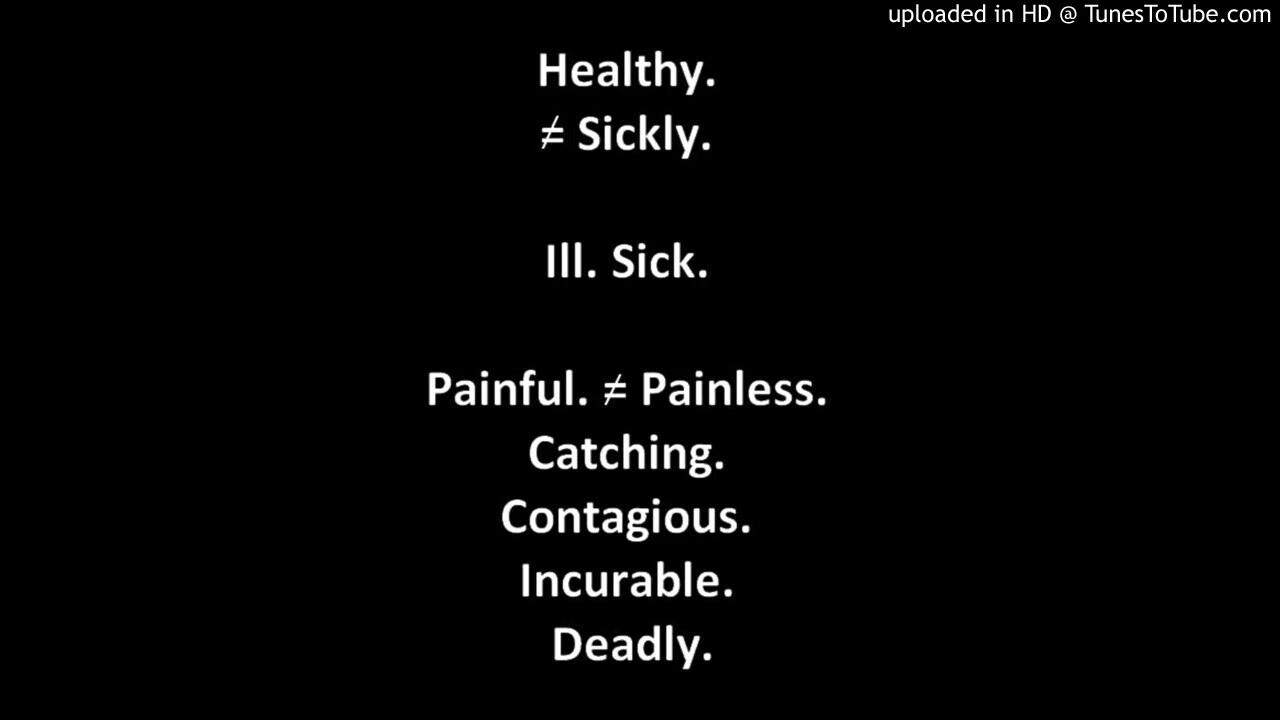 uploaded in HD @ TunesToTube.com
Healthy.
≠ Sickly.
Ill. Sick.
Painful. ≠ Painless.
Catching.
Contagious.
Incurable.
Deadly.